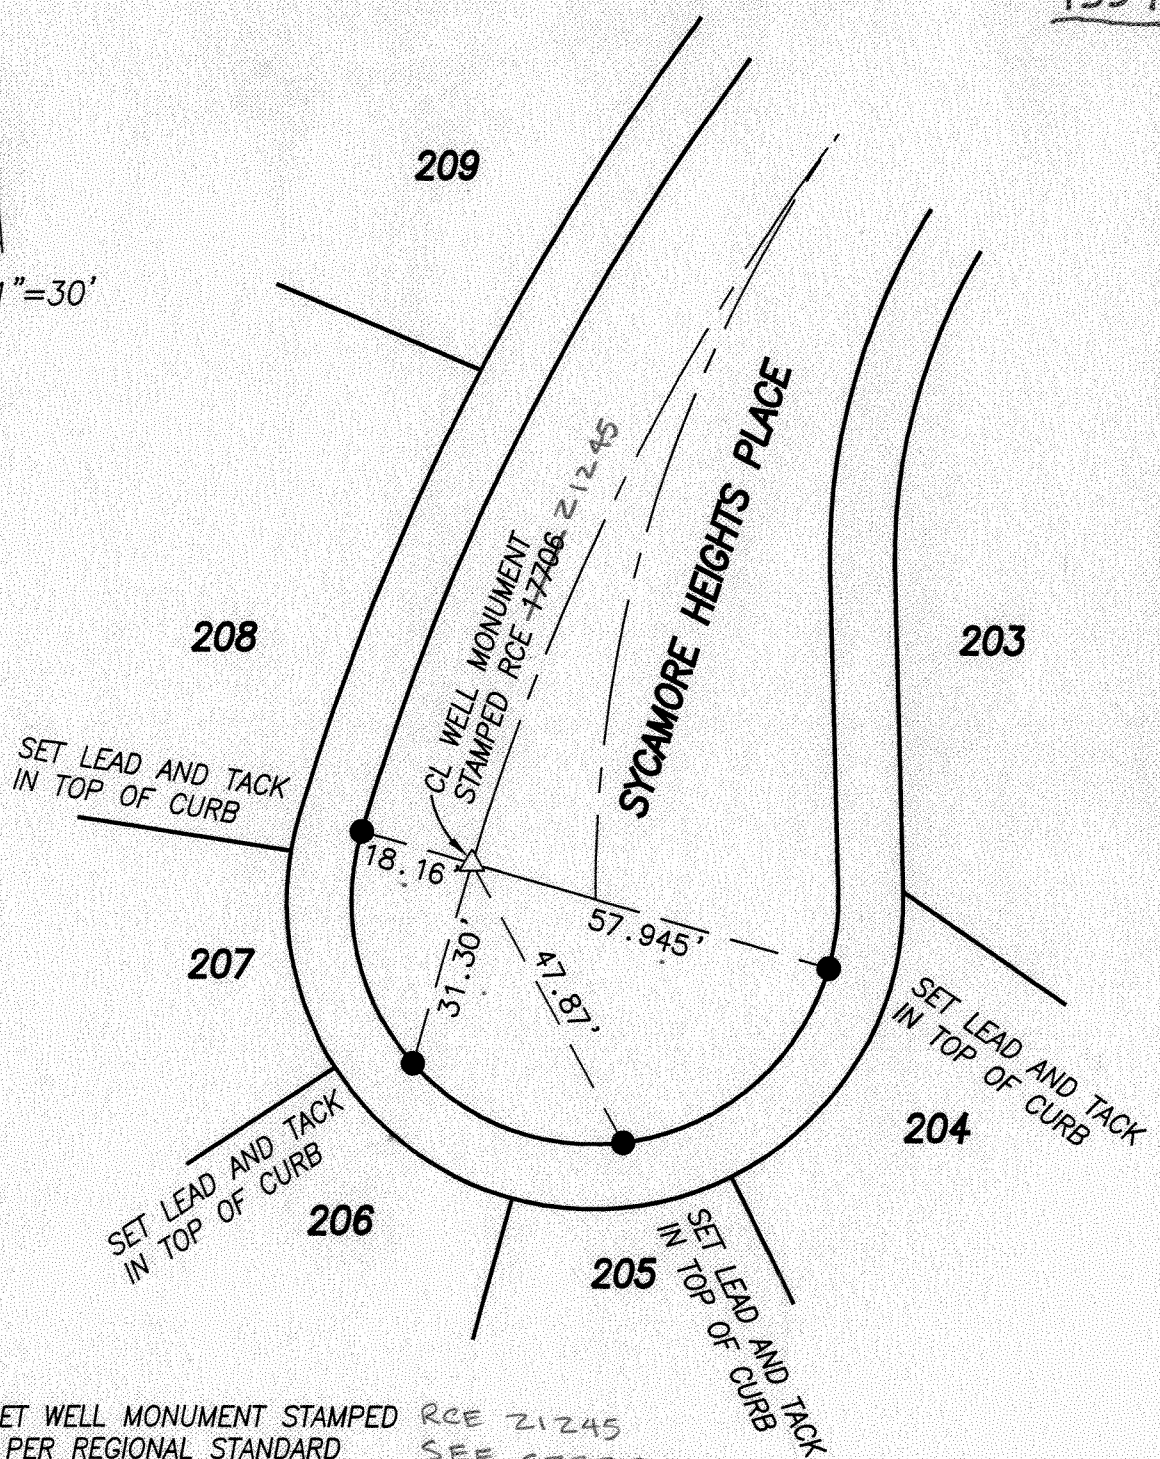 209
1"=30'
CL WELL MONUMENT
STAMPED RCE 17706 21245
SYCAMORE HEIGHTS PLACE
208
203
SET LEAD AND TACK
IN TOP OF CURB
18.16'
57.945'
31.30'
47.87'
207
SET LEAD AND TACK
IN TOP OF CURB
204
SET LEAD AND TACK
IN TOP OF CURB
206
205
SET LEAD AND TACK
IN TOP OF CURB
ET WELL MONUMENT STAMPED RCE 21245
PER REGIONAL STANDARD SEE